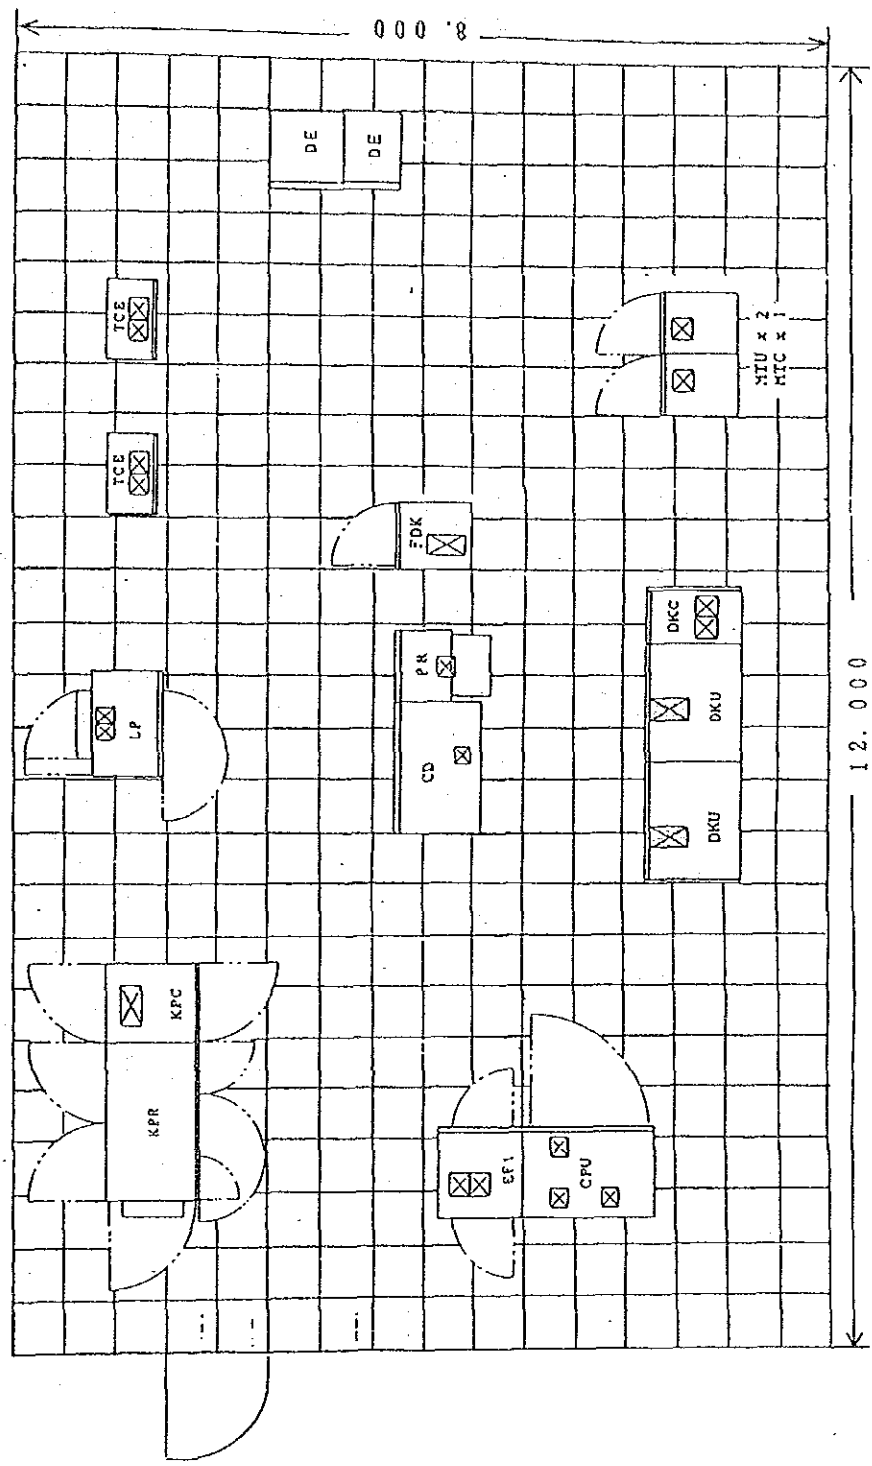 8.000
DE
DE
TCE
TCE
MTU x 2
MTC x 1
FDK
DKC
PR
LP
DKU
CD
DKU
12.000
KPC
KPR
CPU